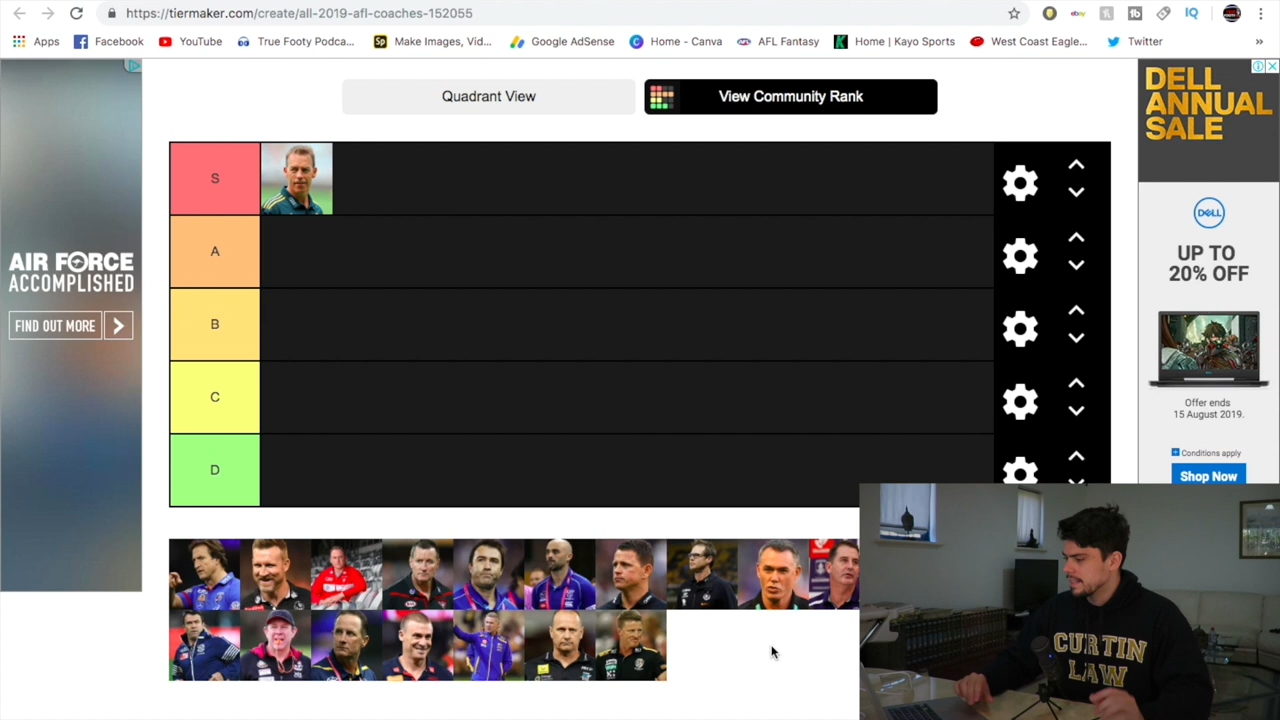 https://tiermaker.com/create/all-2019-afl-coaches-152055
Apps Facebook YouTube True Footy Podca... Make Images, Vid... Google AdSense Home - Canva AFL Fantasy Home | Kayo Sports West Coast Eagle... Twitter »
Quadrant View
View Community Rank
S
A
B
C
D
AIR FORCE
ACCOMPLISHED
FIND OUT MORE
DELL
ANNUAL
SALE
DELL
UP TO
20% OFF
Offer ends
15 August 2019.
Conditions apply
Shop Now
CURTIN
LAW